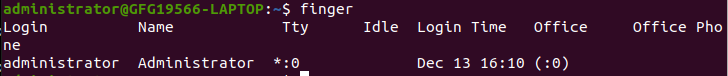 administrator@GFG19566-LAPTOP:~$ finger
Login          Name          Tty      Idle  Login Time   Office     Office Pho
ne
administrator  Administrator  *:0           Dec 13 16:10 (:0)